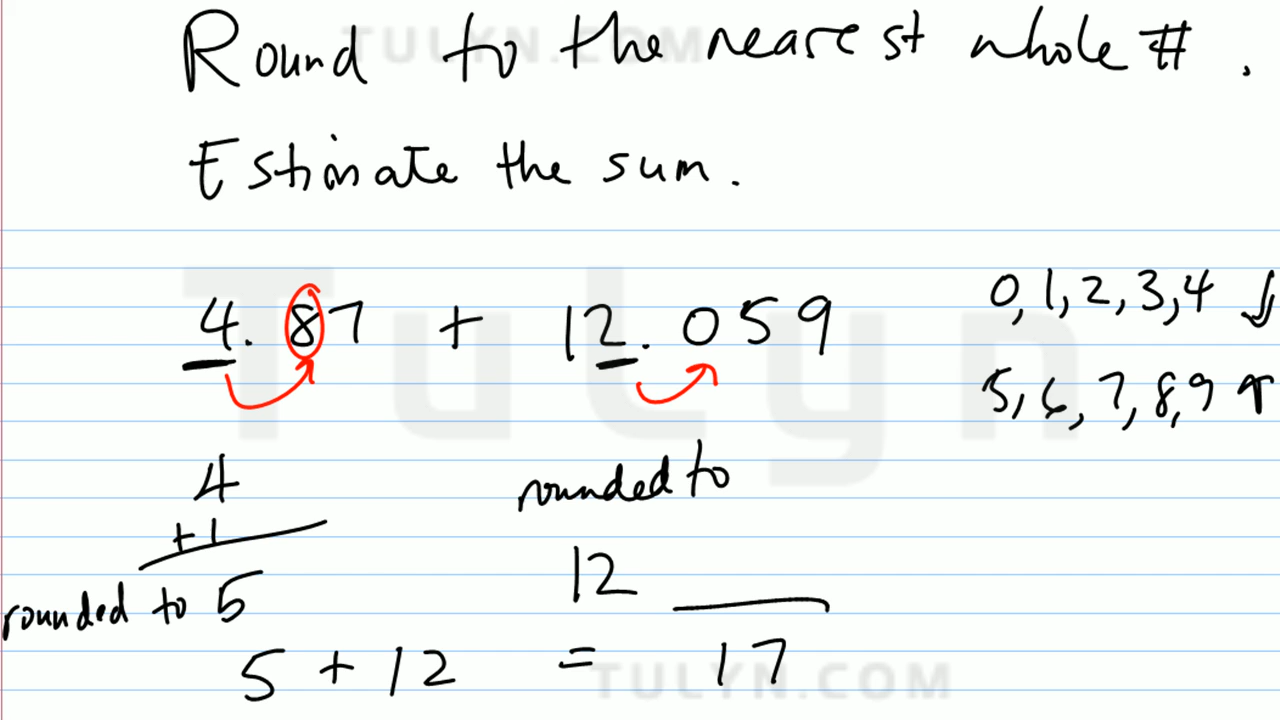 TULYN.COM
Round to the nearest whole #.
Estimate the sum.
Tulyn
4.87 + 12.059
0,1,2,3,4 ↓
5,6,7,8,9 ↑
4
+1
rounded to 5
rounded to
12
5 + 12 = 17
TULYN.COM